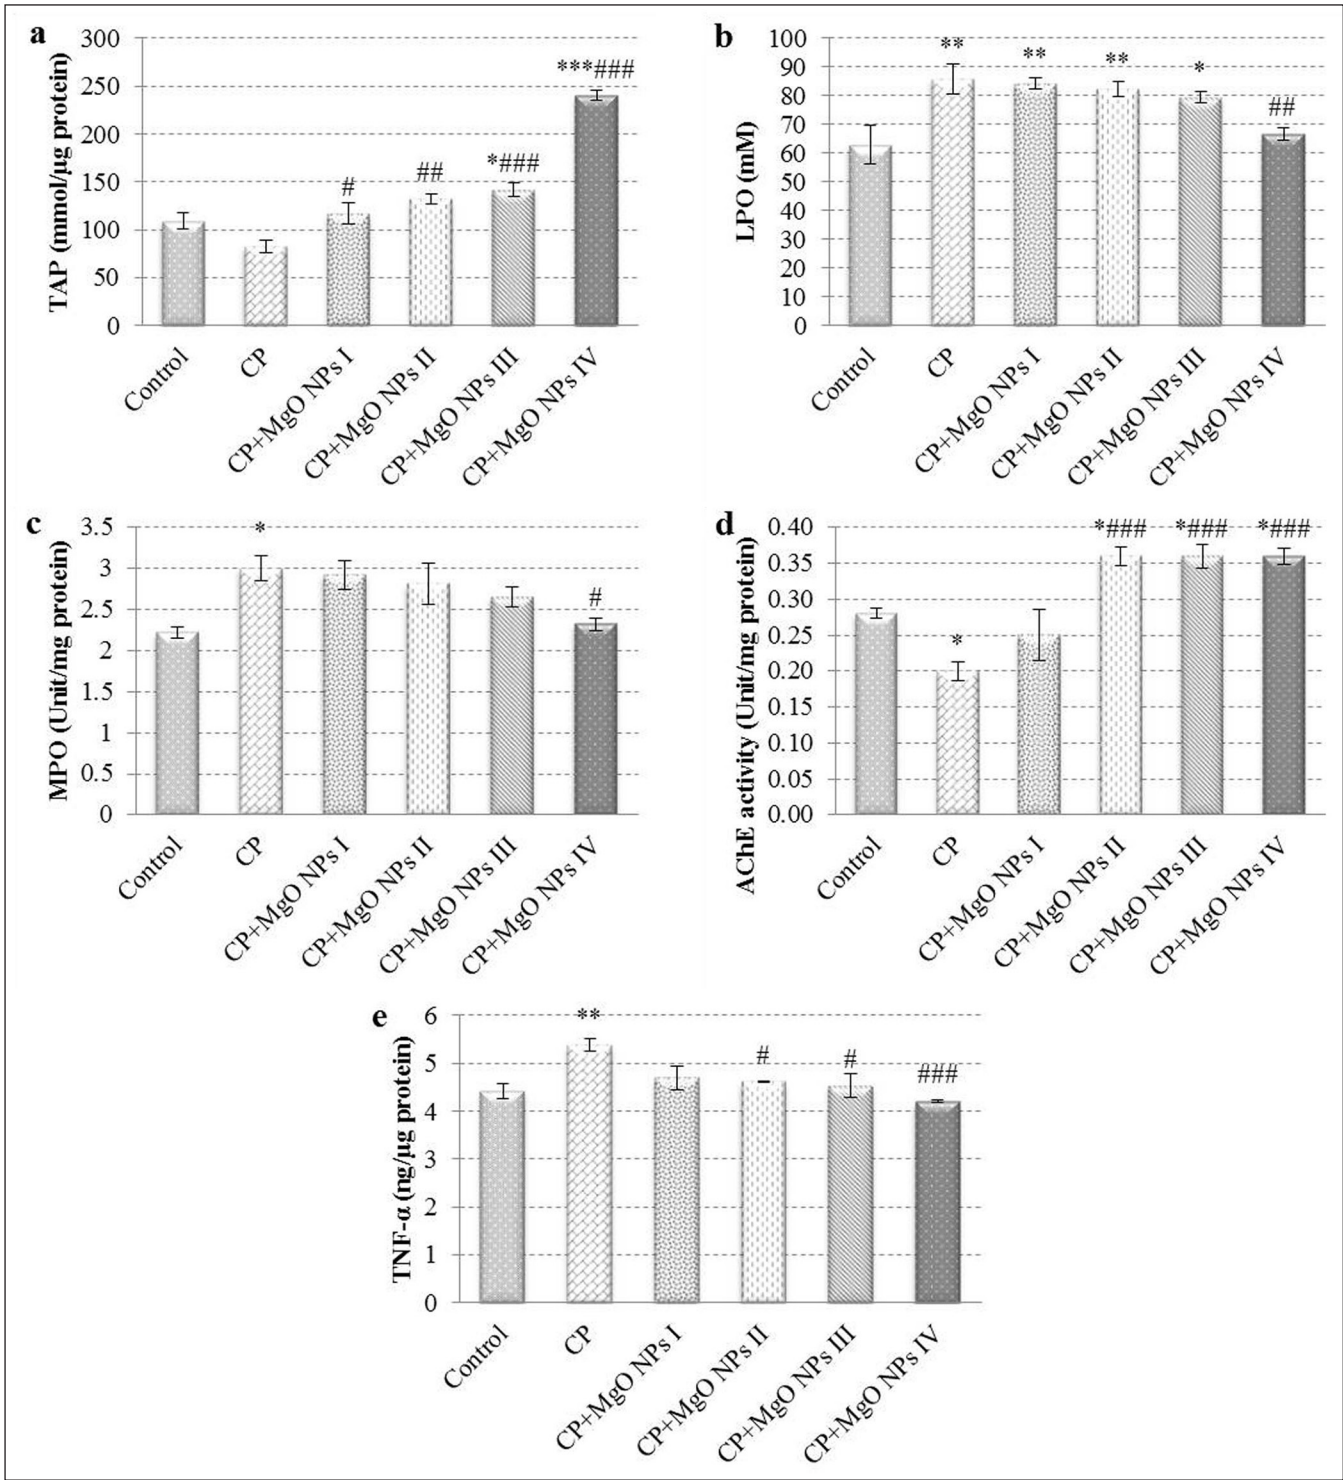 a
TAP (mmol/µg protein)
300
250
200
150
100
50
0
#
##
*###
***###
Control
CP
CP+MgO NPs I
CP+MgO NPs II
CP+MgO NPs III
CP+MgO NPs IV
b
LPO (mM)
100
90
80
70
60
50
40
30
20
10
0
**
**
**
*
##
Control
CP
CP+MgO NPs I
CP+MgO NPs II
CP+MgO NPs III
CP+MgO NPs IV
c
MPO (Unit/mg protein)
3.5
3
2.5
2
1.5
1
0.5
0
*
#
Control
CP
CP+MgO NPs I
CP+MgO NPs II
CP+MgO NPs III
CP+MgO NPs IV
d
AChE activity (Unit/mg protein)
0.40
0.35
0.30
0.25
0.20
0.15
0.10
0.05
0.00
*
*###
*###
*###
Control
CP
CP+MgO NPs I
CP+MgO NPs II
CP+MgO NPs III
CP+MgO NPs IV
e
TNF-α (ng/µg protein)
6
5
4
3
2
1
0
**
#
#
###
Control
CP
CP+MgO NPs I
CP+MgO NPs II
CP+MgO NPs III
CP+MgO NPs IV